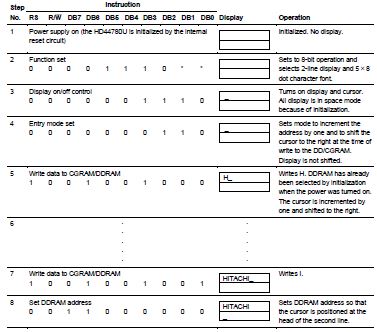 Step
Instruction
No. RS R/W DB7 DB6 DB5 DB4 DB3 DB2 DB1 DB0 Display Operation
1 Power supply on (the HD44780U is initialized by the internal Initialized. No display.
reset circuit)
2 Function set Sets to 8-bit operation and
0 0 0 0 1 1 1 0 * * selects 2-line display and 5 × 8
dot character font.
3 Display on/off control Turns on display and cursor.
0 0 0 0 0 0 1 1 1 0 _ All display is in space mode
because of initialization.
4 Entry mode set Sets mode to increment the
0 0 0 0 0 0 0 1 1 0 _ address by one and to shift the
cursor to the right at the time of
write to the DD/CGRAM.
Display is not shifted.
5 Write data to CGRAM/DDRAM Writes H. DDRAM has already
1 0 0 1 0 0 1 0 0 0 H_ been selected by initialization
when the power was turned on.
The cursor is incremented by
one and shifted to the right.
6
7 Write data to CGRAM/DDRAM Writes I.
1 0 0 1 0 0 1 0 0 1 HITACHI_
8 Set DDRAM address Sets DDRAM address so that
0 0 1 1 0 0 0 0 0 0 HITACHI the cursor is positioned at the
_ head of the second line.